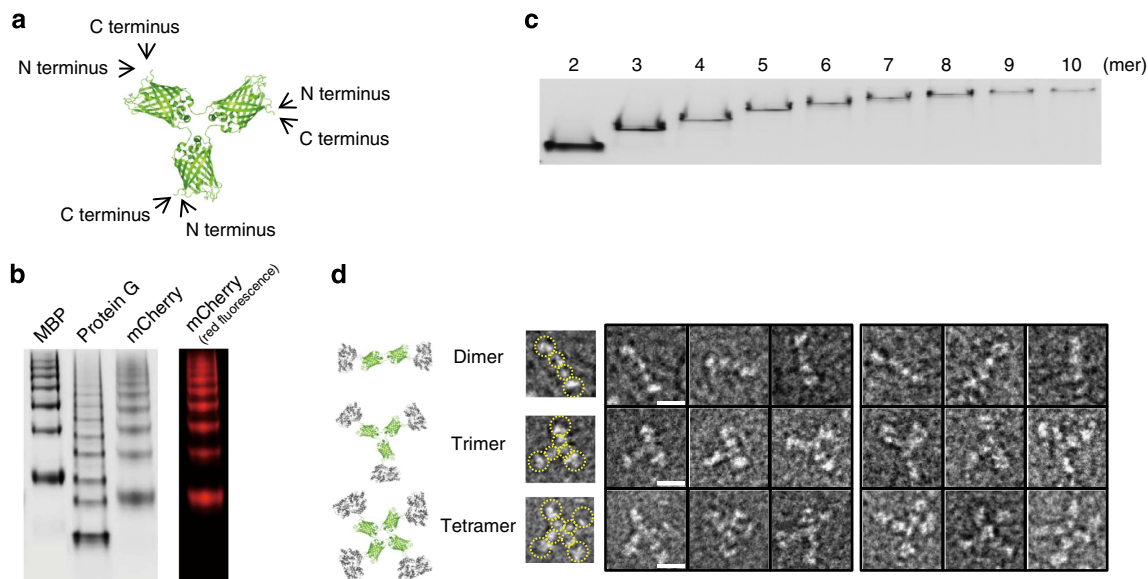 a
C terminus
N terminus
N terminus
C terminus
C terminus
N terminus
c
2 3 4 5 6 7 8 9 10 (mer)
b
MBP
Protein G
mCherry
mCherry
(red fluorescence)
d
Dimer
Trimer
Tetramer